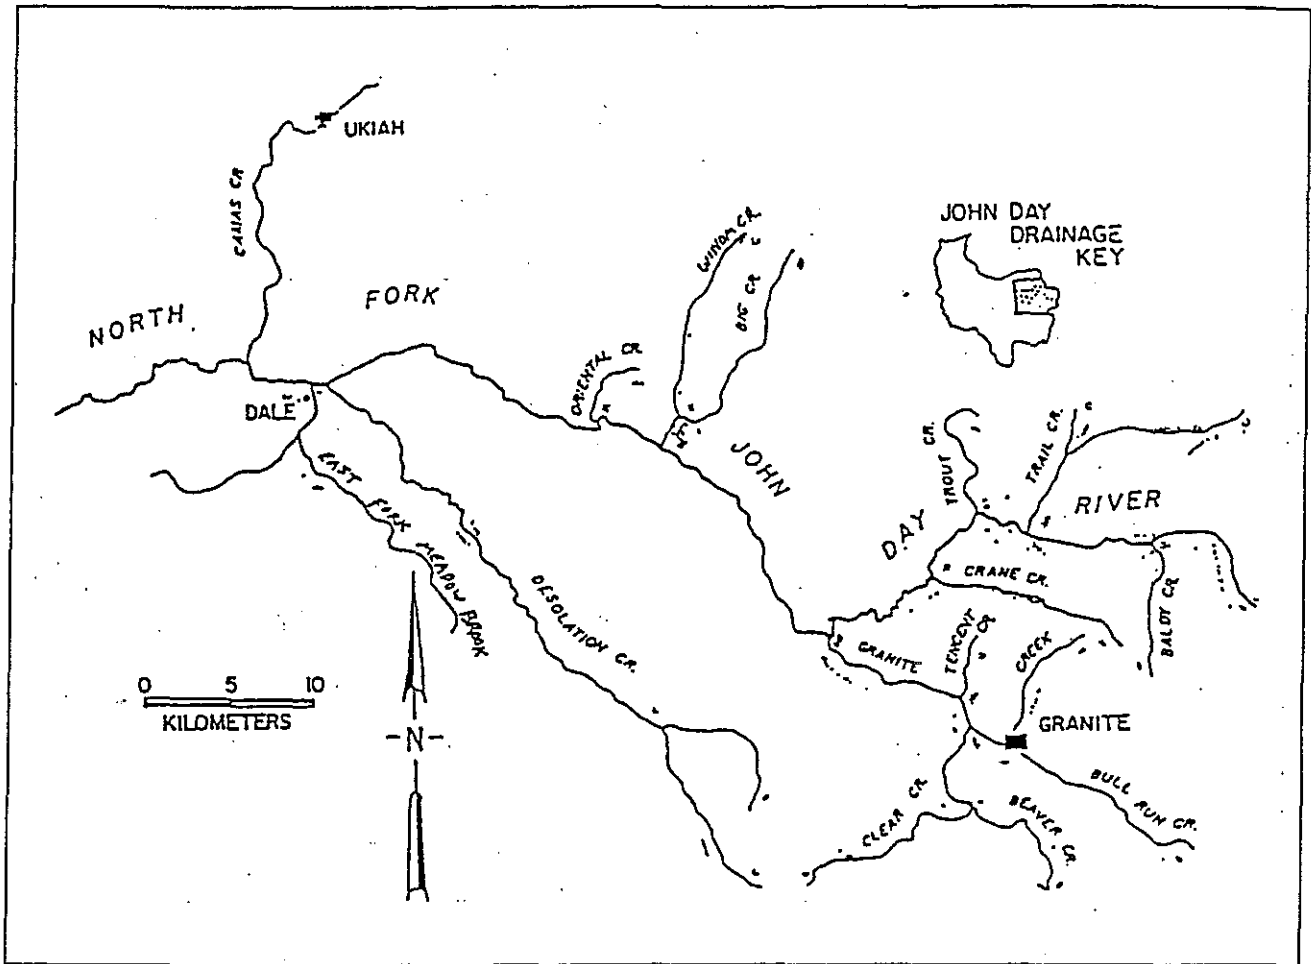 UKIAH
CAMAS CR
NORTH
FORK
WINOM CR.
BIG CR
JOHN DAY
DRAINAGE
KEY
ORIENTAL CR
DALE
EAST FORK MEADOW BROOK
JOHN
DAY
RIVER
TROUT CR.
TRAIL CR.
CRANE CR.
BALDY CR
DESOLATION CR.
GRANITE
TENCENT
CR
CREEK
0 5 10
KILOMETERS
-N-
GRANITE
BULL RUN CR.
CLEAR CR.
BEAVER CR.